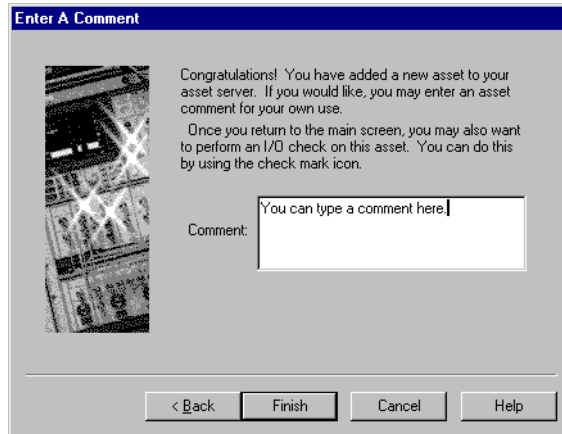 Enter A Comment
Congratulations!  You have added a new asset to your
asset server.  If you would like, you may enter an asset
comment for your own use.
Once you return to the main screen, you may also want
to perform an I/O check on this asset.  You can do this
by using the check mark icon.
You can type a comment here.
Comment:
< Back
Finish
Cancel
Help